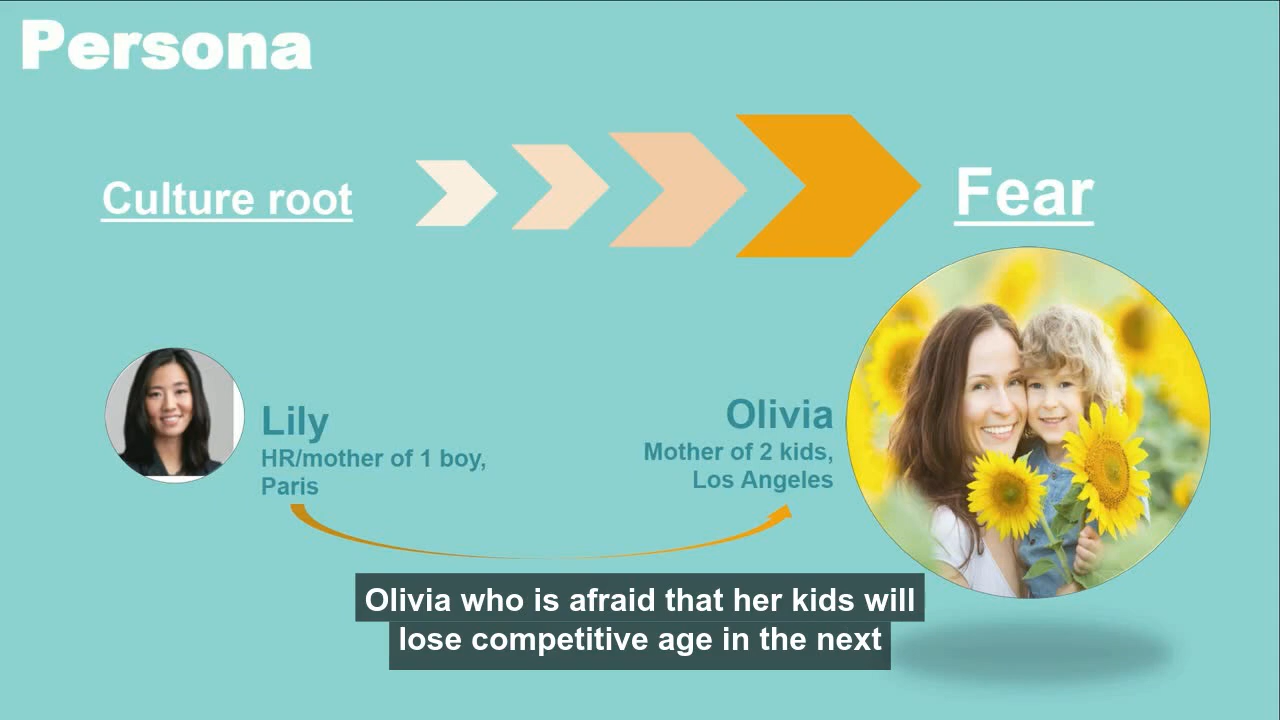 Persona
Culture root
Fear
Lily
HR/mother of 1 boy,
Paris
Olivia
Mother of 2 kids,
Los Angeles
Olivia who is afraid that her kids will
lose competitive age in the next